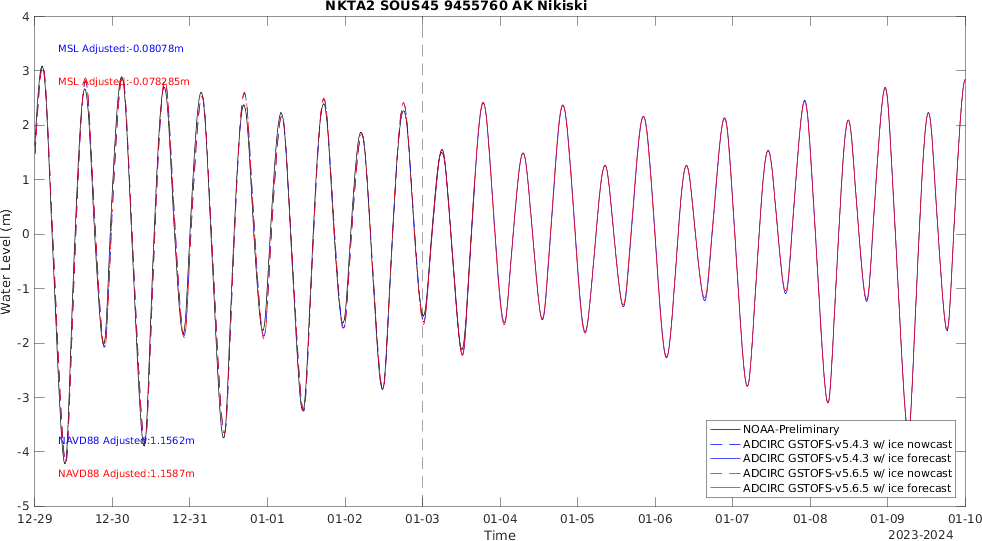 NKTA2 SOUS45 9455760 AK Nikiski
MSL Adjusted:-0.08078m
MSL Adjusted:-0.078285m
NAVD88 Adjusted:1.1562m
NAVD88 Adjusted:1.1587m
4
3
2
1
0
-1
-2
-3
-4
-5
Water Level (m)
NOAA-Preliminary
ADCIRC GSTOFS-v5.4.3 w/ ice nowcast
ADCIRC GSTOFS-v5.4.3 w/ ice forecast
ADCIRC GSTOFS-v5.6.5 w/ ice nowcast
ADCIRC GSTOFS-v5.6.5 w/ ice forecast
12-29 12-30 12-31 01-01 01-02 01-03 01-04 01-05 01-06 01-07 01-08 01-09 01-10
Time
2023-2024